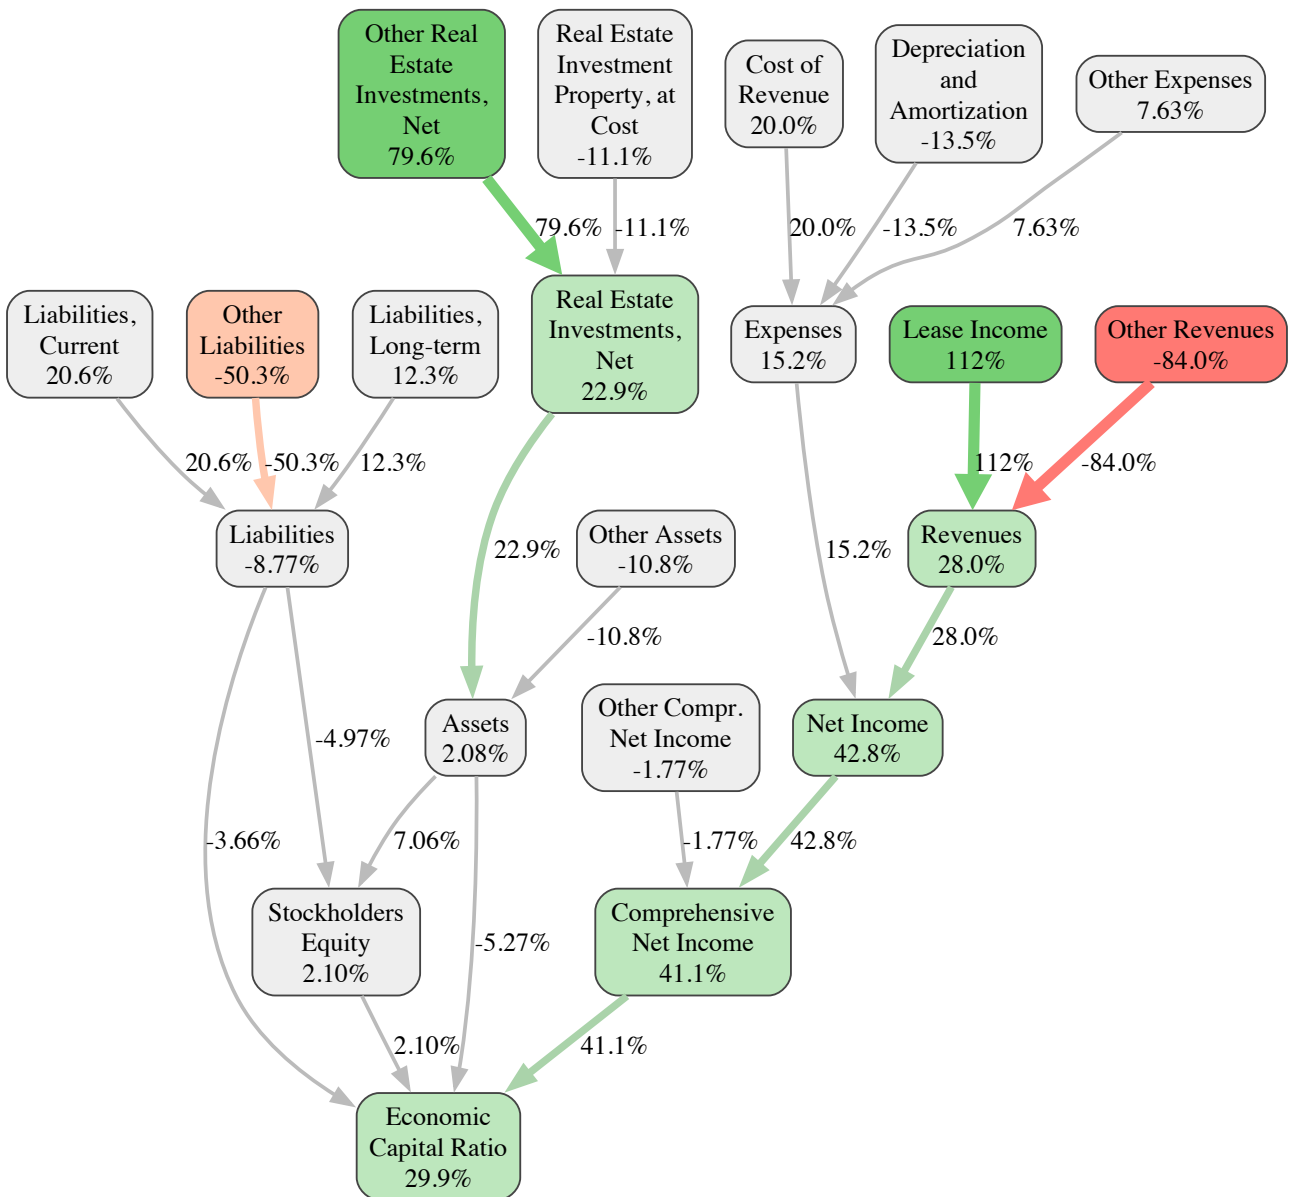 Other Real
Estate
Investments,
Net
79.6%
Real Estate
Investment
Property, at
Cost
-11.1%
Cost of
Revenue
20.0%
Depreciation
and
Amortization
-13.5%
Other Expenses
7.63%
79.6%
-11.1%
20.0%
-13.5%
7.63%
Liabilities,
Current
20.6%
Other
Liabilities
-50.3%
Liabilities,
Long-term
12.3%
Real Estate
Investments,
Net
22.9%
Expenses
15.2%
Lease Income
112%
Other Revenues
-84.0%
20.6%
-50.3%
12.3%
112%
-84.0%
Liabilities
-8.77%
22.9%
Other Assets
-10.8%
15.2%
Revenues
28.0%
-10.8%
28.0%
-4.97%
Assets
2.08%
Other Compr.
Net Income
-1.77%
Net Income
42.8%
-3.66%
7.06%
-1.77%
42.8%
Stockholders
Equity
2.10%
-5.27%
Comprehensive
Net Income
41.1%
2.10%
41.1%
Economic
Capital Ratio
29.9%